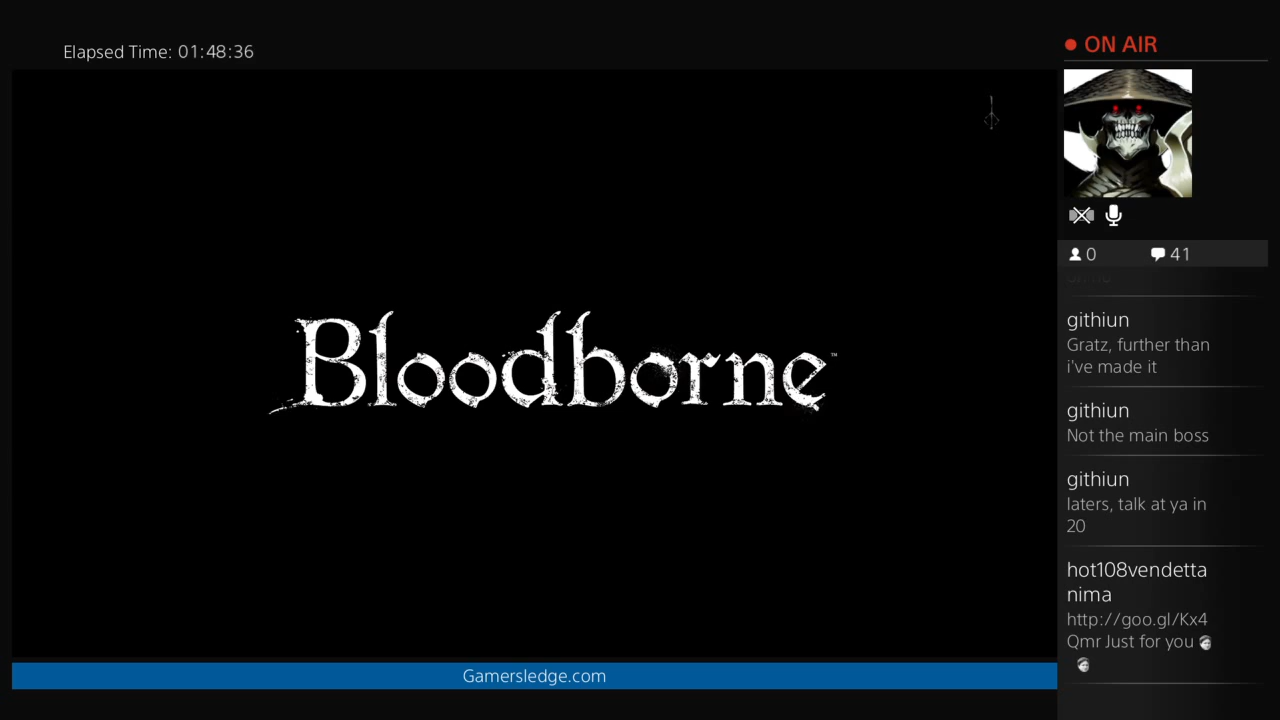 Elapsed Time: 01:48:36
ON AIR
0
41
Bloodborne™
githiun
Gratz, further than
i've made it
githiun
Not the main boss
githiun
laters, talk at ya in
20
hot108vendetta
nima
http://goo.gl/Kx4
Qmr Just for you
Gamersledge.com